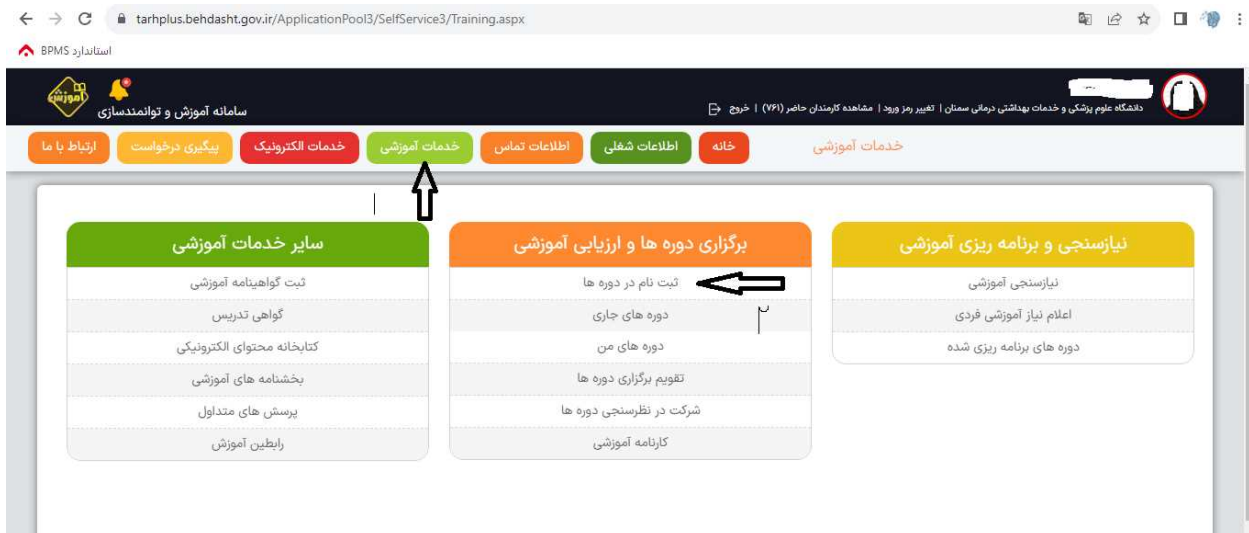 tarhplus.behdasht.gov.ir/ApplicationPool3/SelfService3/Training.aspx
استاندارد BPMS
دانشگاه علوم پزشکی و خدمات بهداشتی درمانی سمنان | تغییر رمز ورود | مشاهده کارمندان حاضر (۷۶۱) | خروج
آموزش
سامانه آموزش و توانمندسازی
خدمات آموزشی
خانه
اطلاعات شغلی
اطلاعات تماس
خدمات آموزشی
خدمات الکترونیک
پیگیری درخواست
ارتباط با ما
۱
نیازسنجی و برنامه ریزی آموزشی
نیازسنجی آموزشی
اعلام نیاز آموزشی فردی
دوره های برنامه ریزی شده
برگزاری دوره ها و ارزیابی آموزشی
ثبت نام در دوره ها
۲
دوره های جاری
دوره های من
تقویم برگزاری دوره ها
شرکت در نظرسنجی دوره ها
کارنامه آموزشی
سایر خدمات آموزشی
ثبت گواهینامه آموزشی
گواهی تدریس
کتابخانه محتوای الکترونیکی
بخشنامه های آموزشی
پرسش های متداول
رابطین آموزش